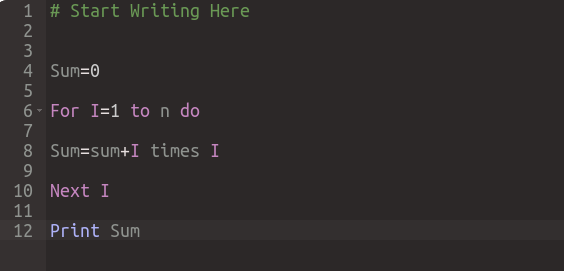 1 # Start Writing Here
2
3
4 Sum=0
5
6 For I=1 to n do
7
8 Sum=sum+I times I
9
10 Next I
11
12 Print Sum